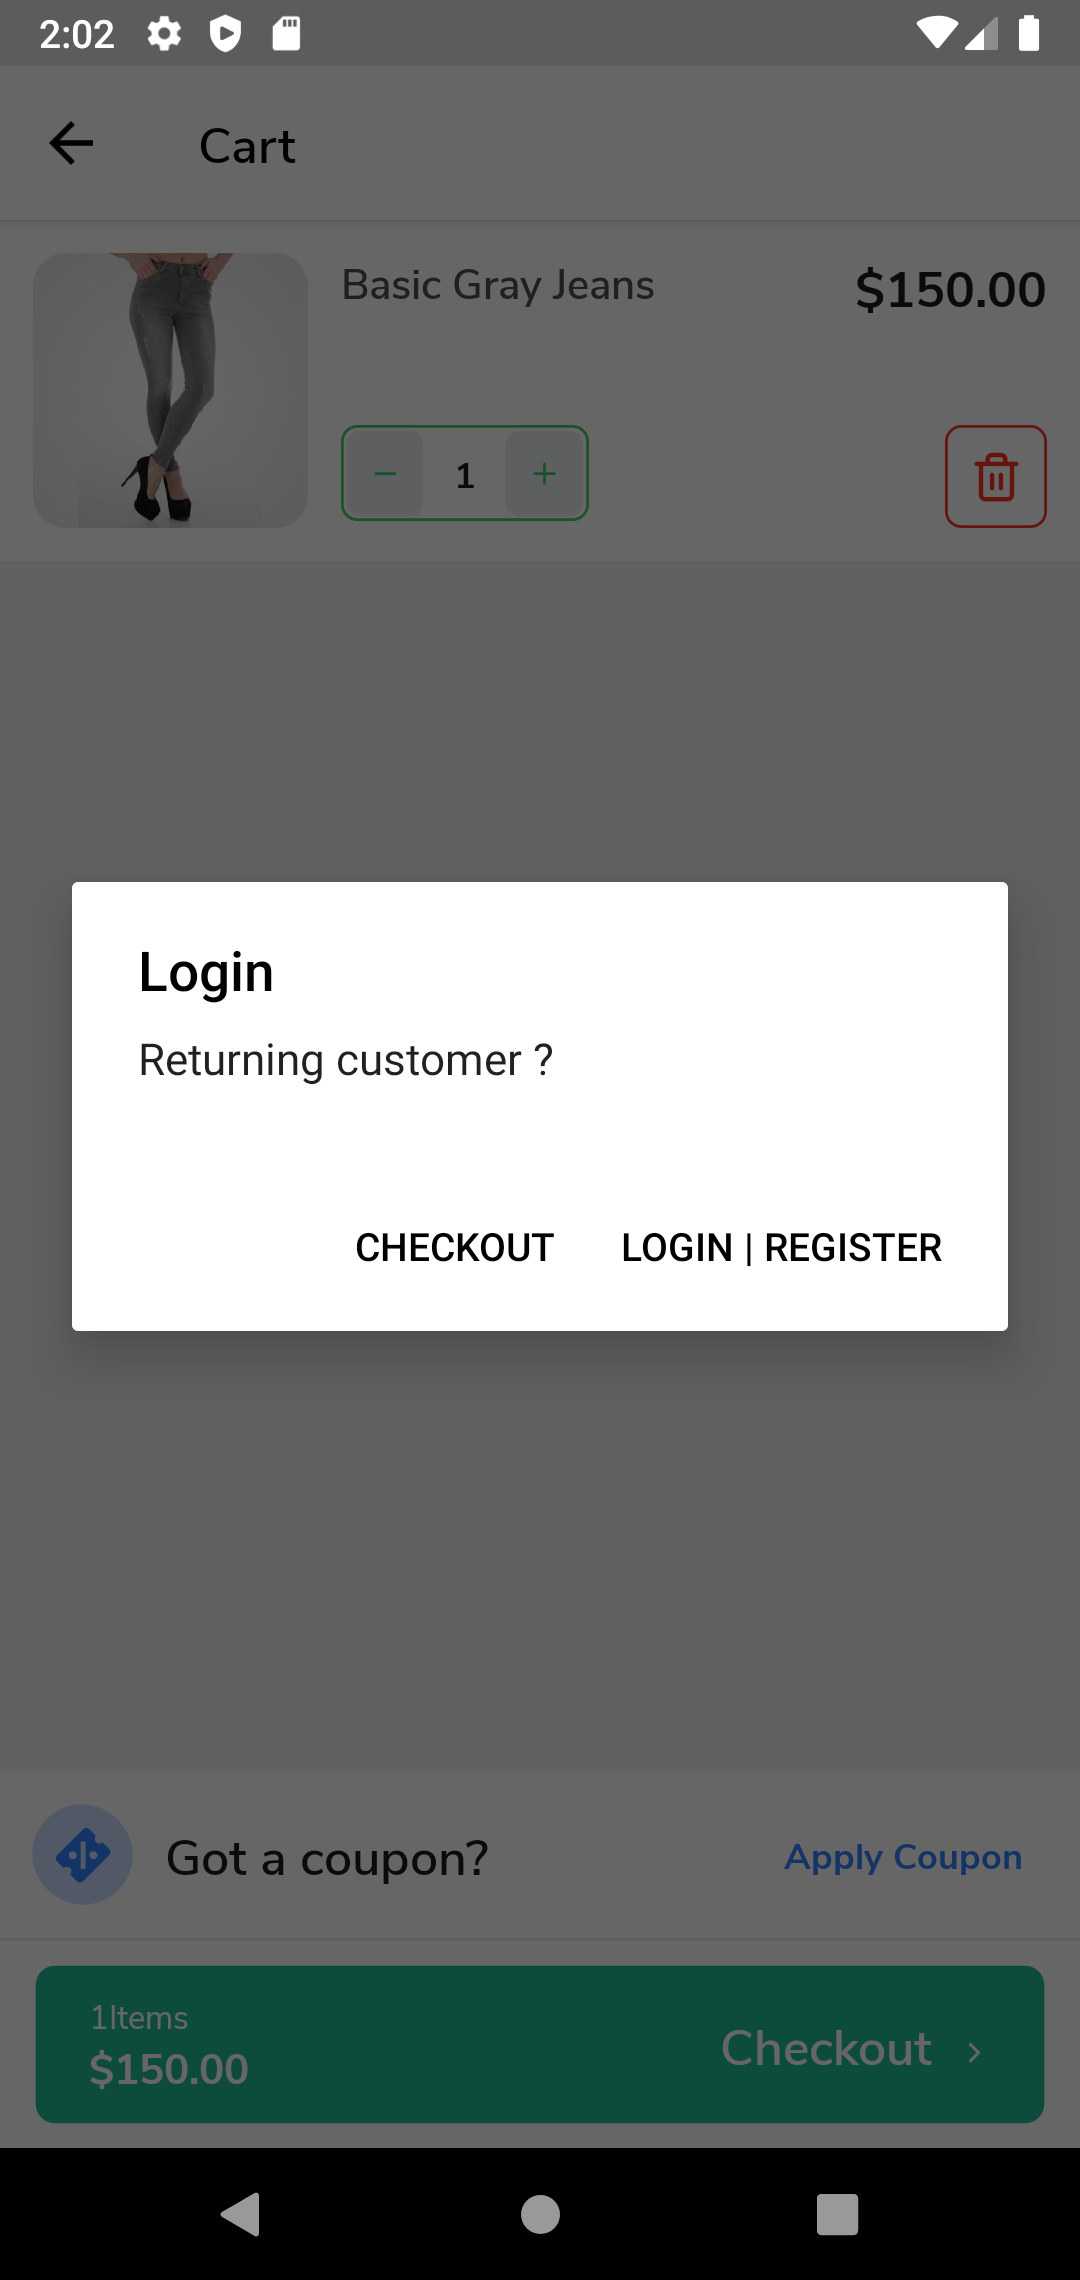 2:02
Cart
Basic Gray Jeans
$150.00
− 1 +
Login
Returning customer ?
CHECKOUT LOGIN | REGISTER
Got a coupon?
Apply Coupon
1Items
$150.00
Checkout